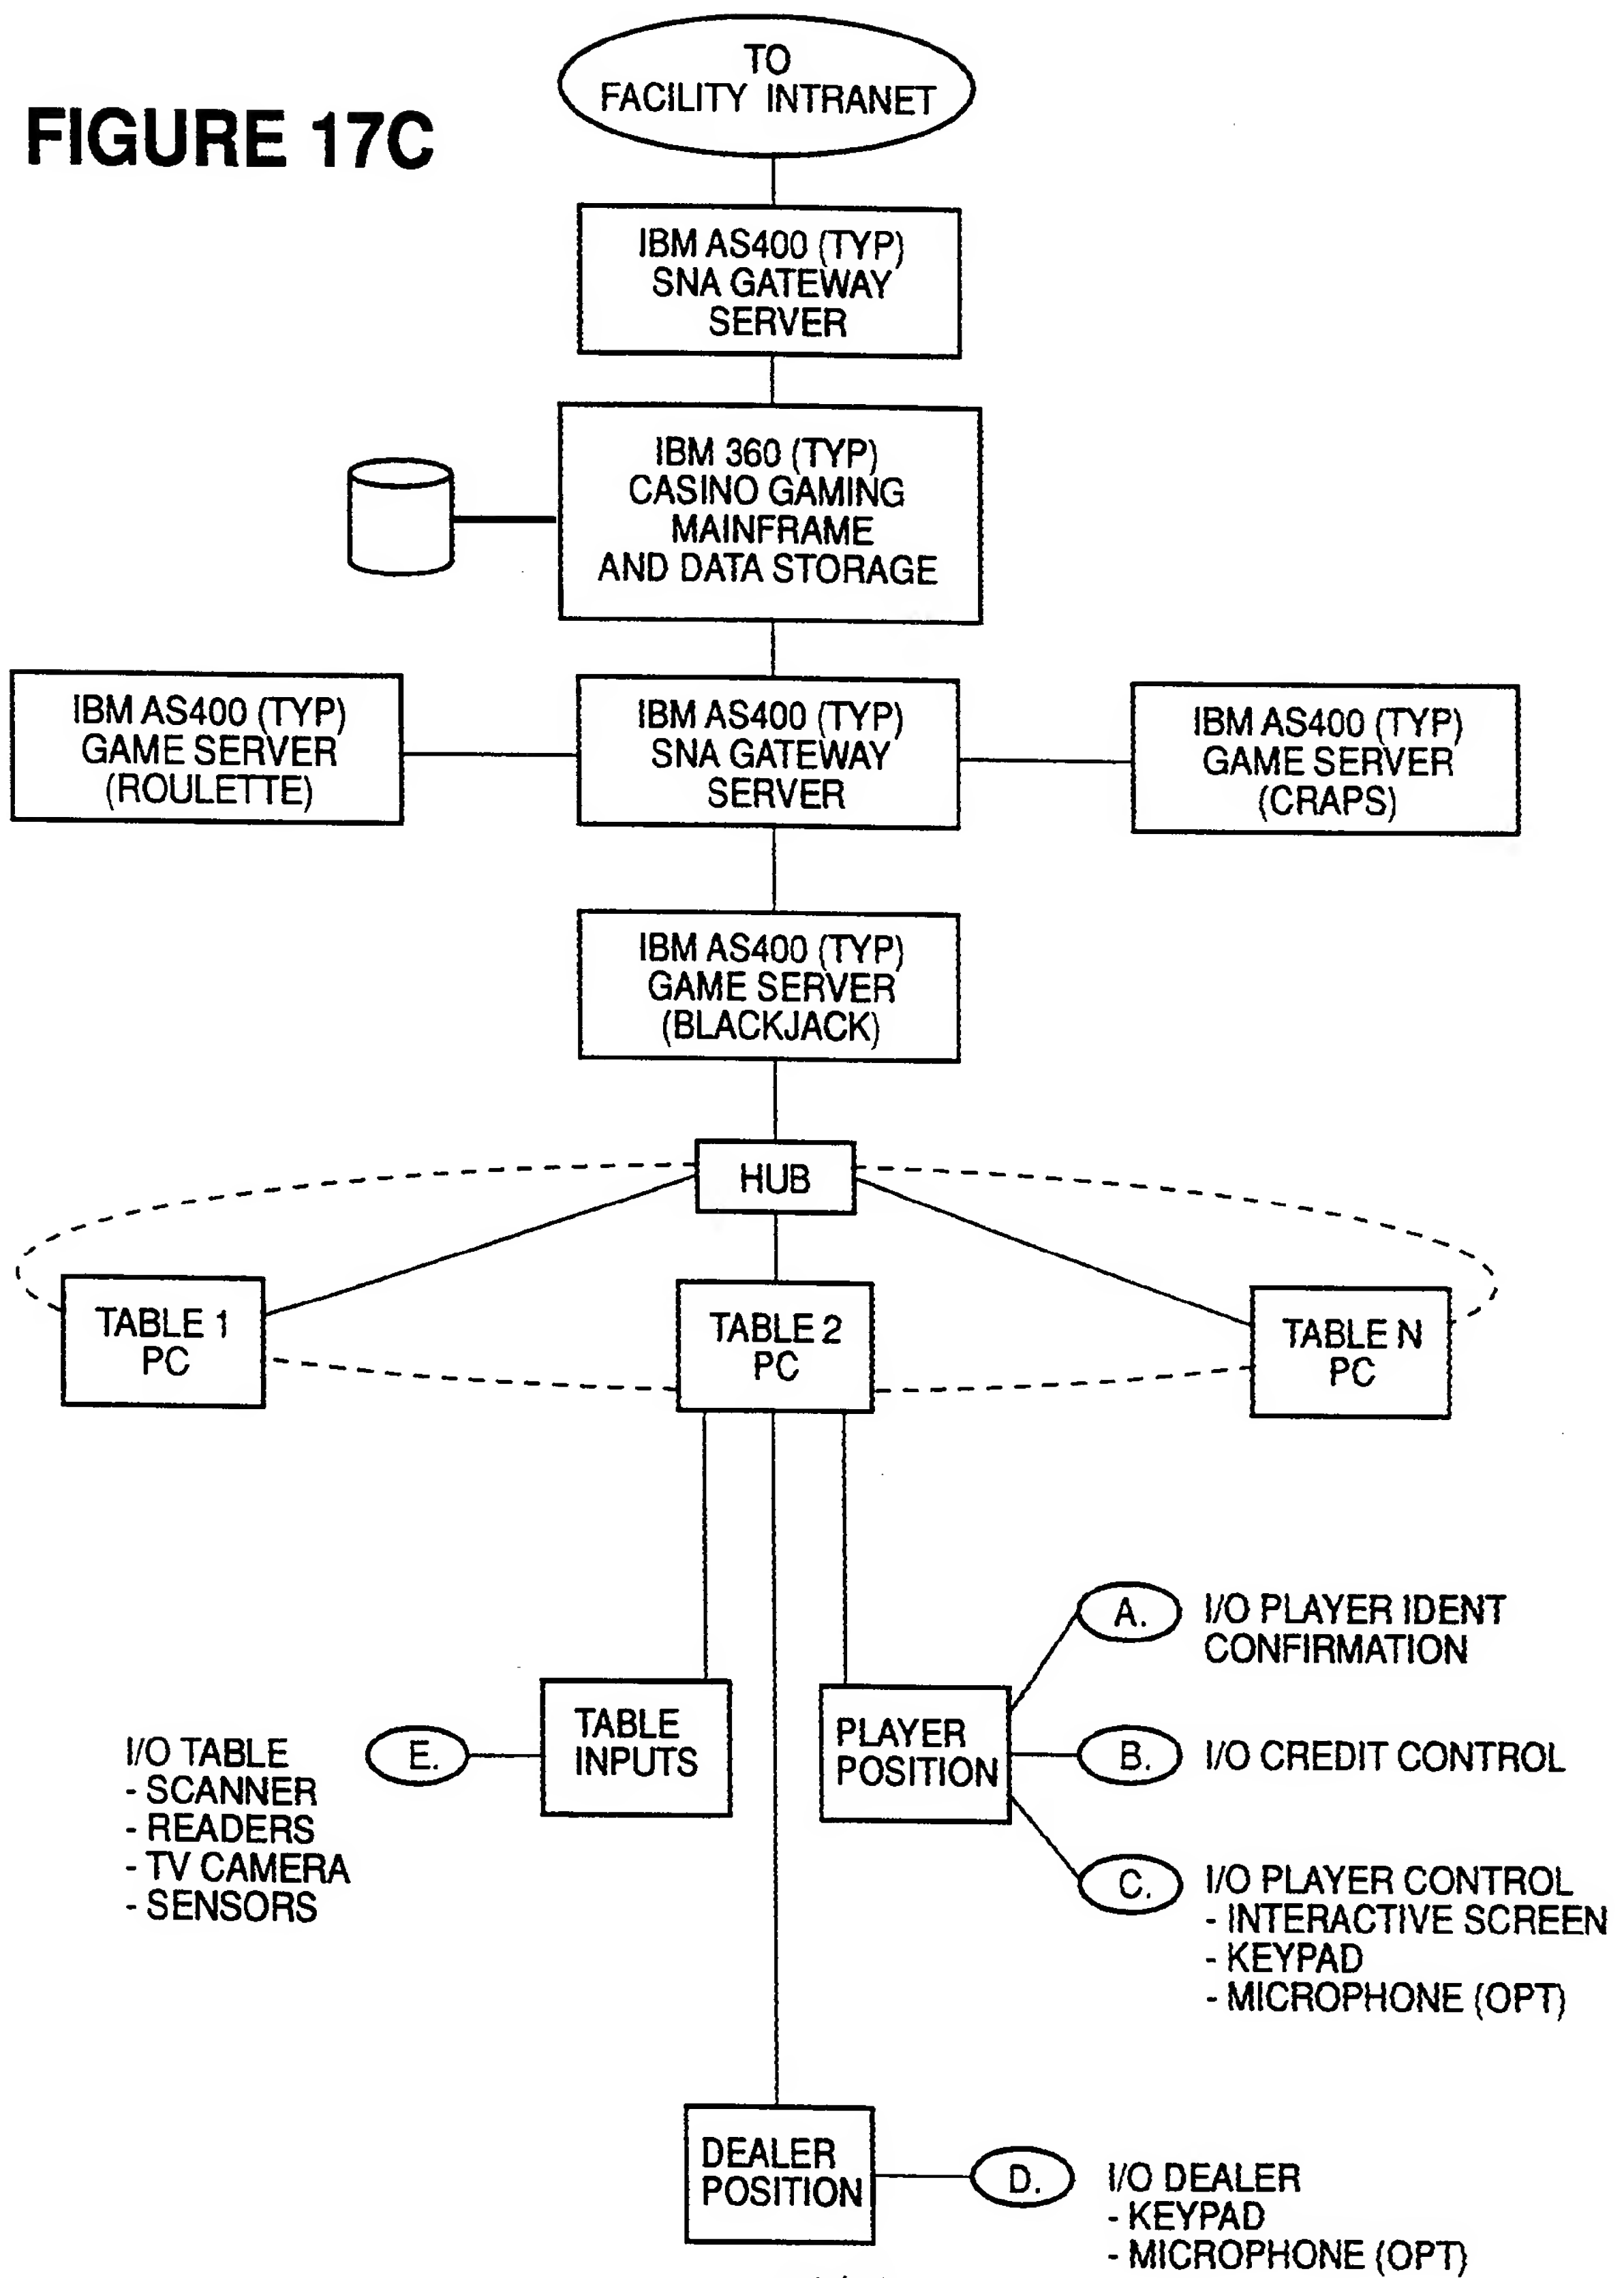 TO
FACILITY INTRANET
FIGURE 17C
IBM AS400 (TYP)
SNA GATEWAY
SERVER
IBM 360 (TYP)
CASINO GAMING
MAINFRAME
AND DATA STORAGE
IBM AS400 (TYP)
GAME SERVER
(ROULETTE)
IBM AS400 (TYP)
SNA GATEWAY
SERVER
IBM AS400 (TYP)
GAME SERVER
(CRAPS)
IBM AS400 (TYP)
GAME SERVER
(BLACKJACK)
HUB
TABLE 1
PC
TABLE 2
PC
TABLE N
PC
A.
I/O PLAYER IDENT
CONFIRMATION
I/O TABLE
- SCANNER
- READERS
- TV CAMERA
- SENSORS
E.
TABLE
INPUTS
PLAYER
POSITION
B.
I/O CREDIT CONTROL
C.
I/O PLAYER CONTROL
- INTERACTIVE SCREEN
- KEYPAD
- MICROPHONE (OPT)
DEALER
POSITION
D.
I/O DEALER
- KEYPAD
- MICROPHONE (OPT)